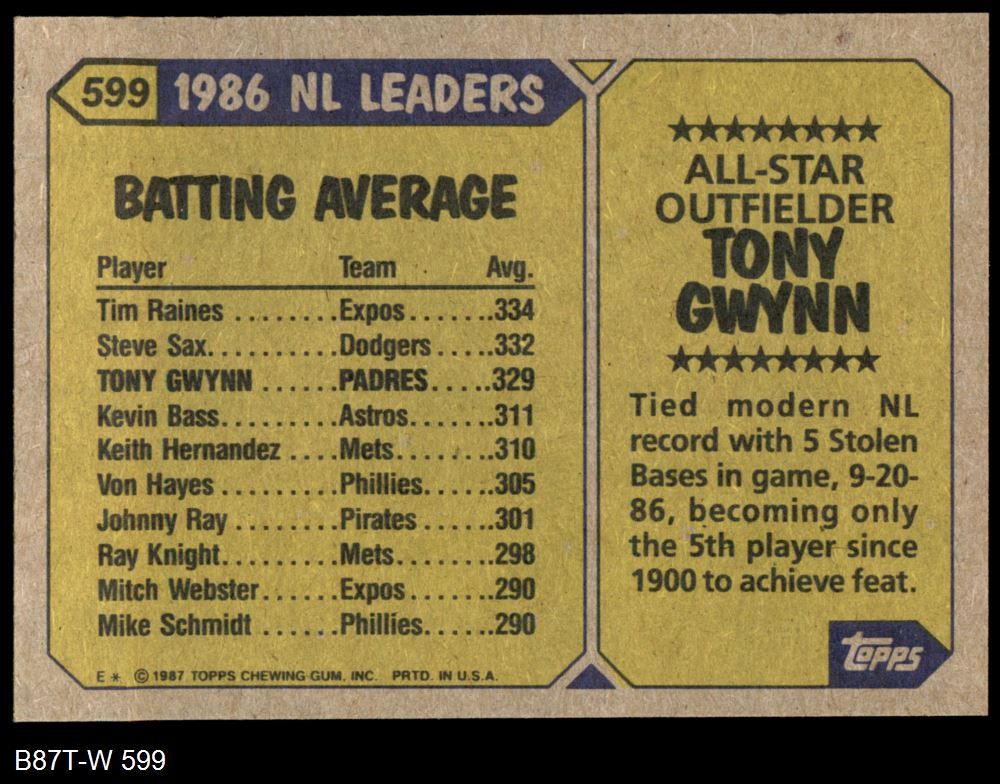 599 1986 NL LEADERS
BATTING AVERAGE
Player Team Avg.
Tim Raines ........Expos.......334
Steve Sax..........Dodgers.....332
TONY GWYNN ......PADRES.....329
Kevin Bass.........Astros.......311
Keith Hernandez ....Mets........310
Von Hayes .........Phillies......305
Johnny Ray ........Pirates ......301
Ray Knight.........Mets........298
Mitch Webster......Expos.......290
Mike Schmidt ......Phillies......290
E * © 1987 TOPPS CHEWING GUM, INC. PRTD. IN U.S.A.
★★★★★★★★
ALL-STAR
OUTFIELDER
TONY
GWYNN
★★★★★★★★
Tied modern NL
record with 5 Stolen
Bases in game, 9-20-
86, becoming only
the 5th player since
1900 to achieve feat.
topps
B87T-W 599